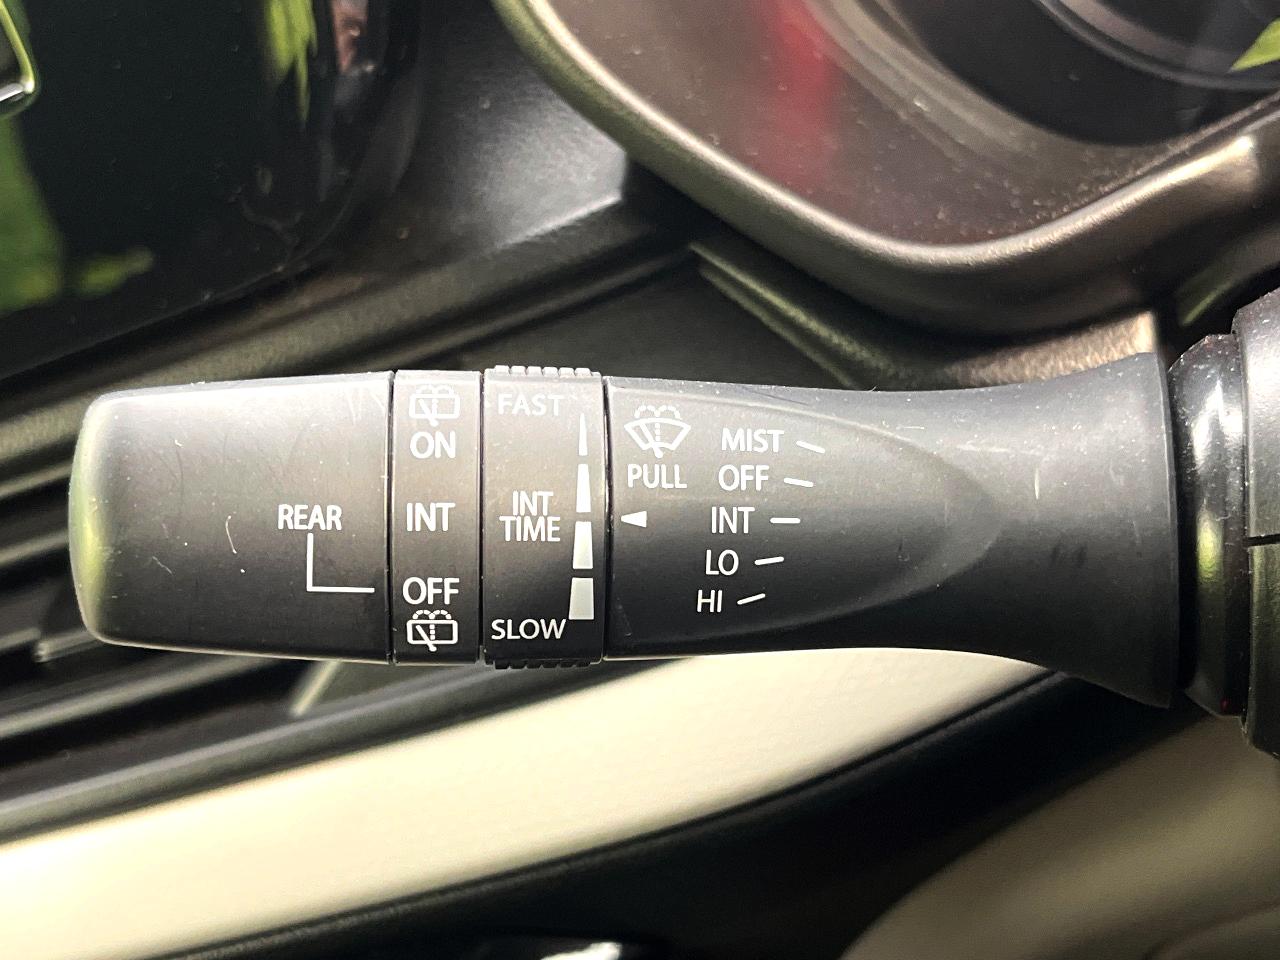 REAR
ON
INT
OFF
FAST
INT
TIME
SLOW
PULL
MIST
OFF
INT
LO
HI